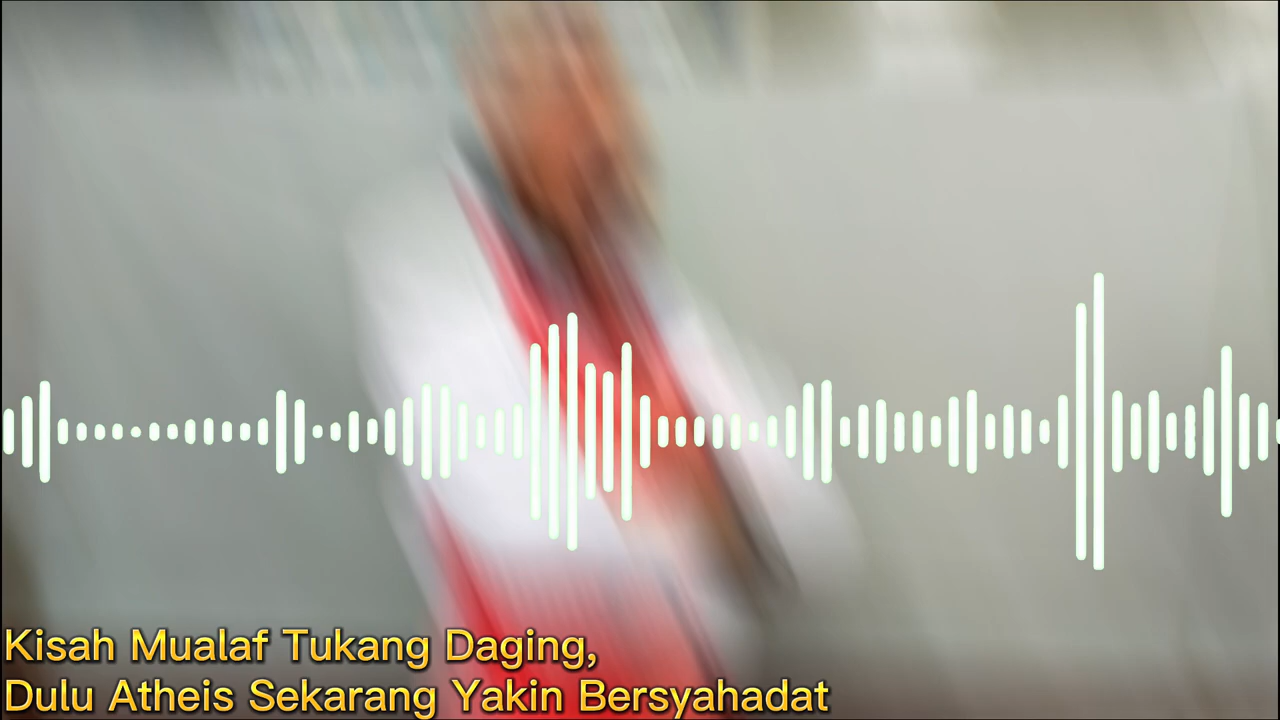 Kisah Mualaf Tukang Daging,
Dulu Atheis Sekarang Yakin Bersyahadat